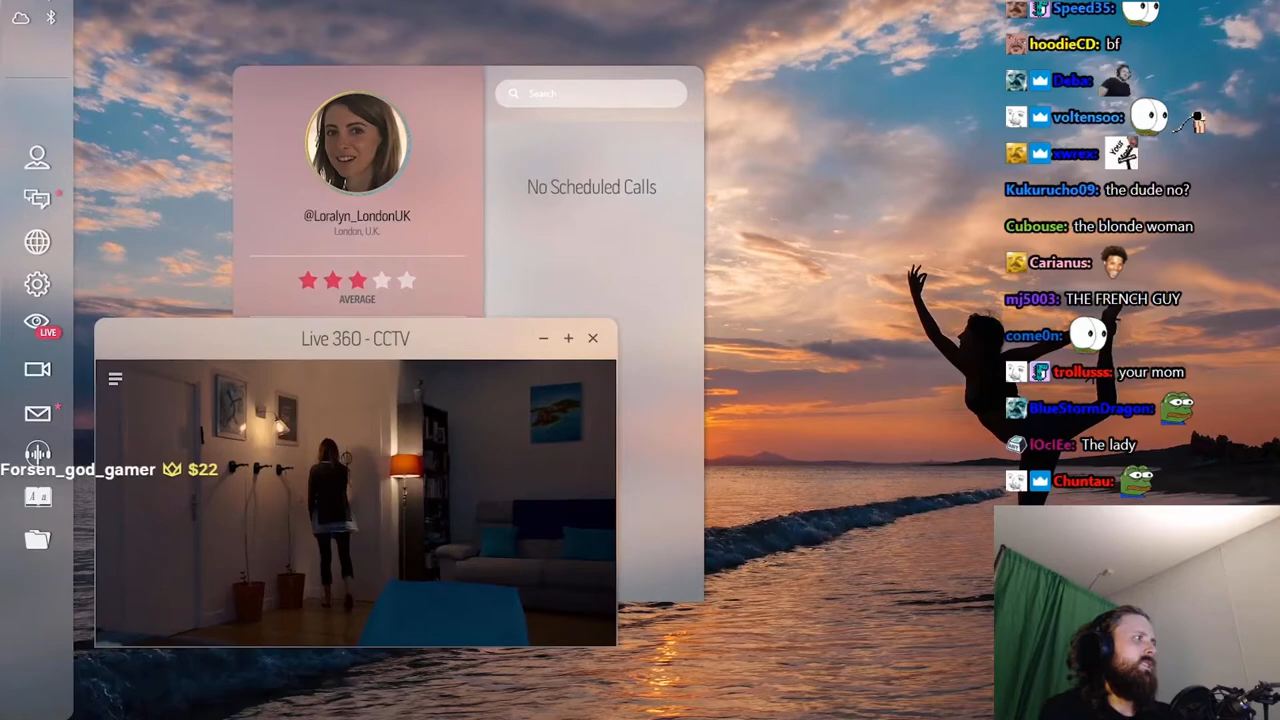 Search
No Scheduled Calls
@Loralyn_LondonUK
London, U.K.
AVERAGE
Live 360 - CCTV
LIVE
Forsen_god_gamer $22
A a
Speed35:
hoodieCD: bf
Deba:
voltensoo:
xwrex:
Kukurucho09: the dude no?
Cubouse: the blonde woman
Carianus:
mj5003: THE FRENCH GUY
come0n:
trollusss: your mom
BlueStormDragon:
lOcIEe: The lady
Chuntau: